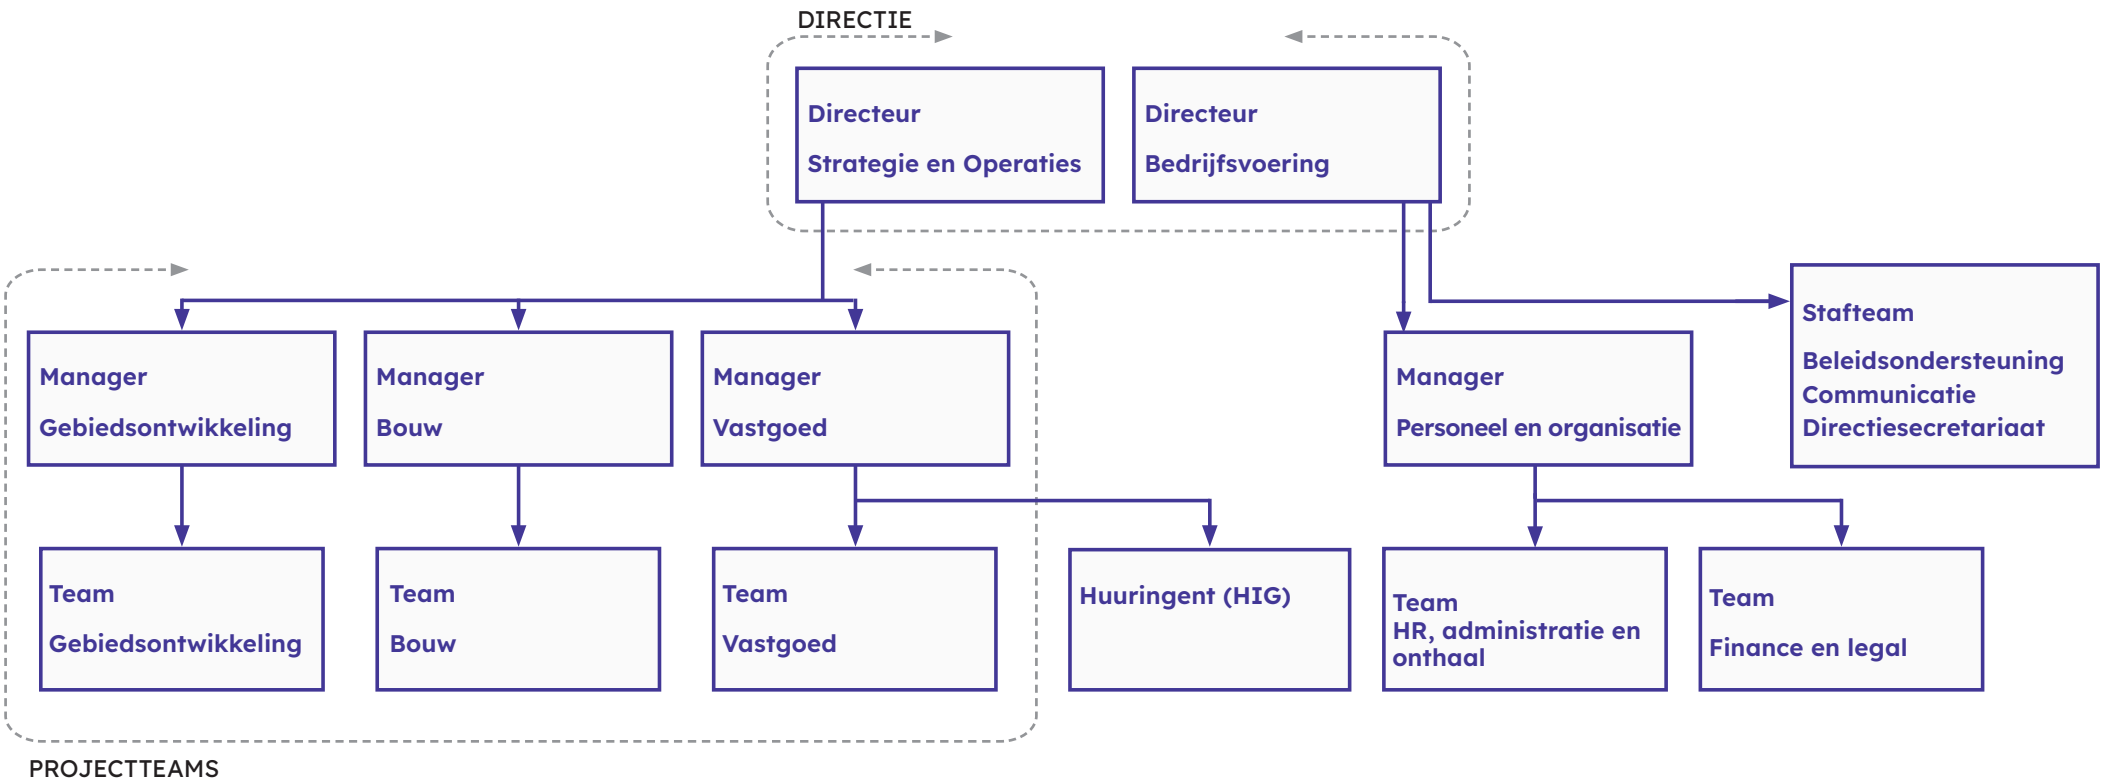 DIRECTIE
Directeur
Strategie en Operaties
Directeur
Bedrijfsvoering
Manager
Gebiedsontwikkeling
Manager
Bouw
Manager
Vastgoed
Manager
Personeel en organisatie
Stafteam
Beleidsondersteuning
Communicatie
Directiesecretariaat
Team
Gebiedsontwikkeling
Team
Bouw
Team
Vastgoed
Huuringent (HIG)
Team
HR, administratie en
onthaal
Team
Finance en legal
PROJECTTEAMS